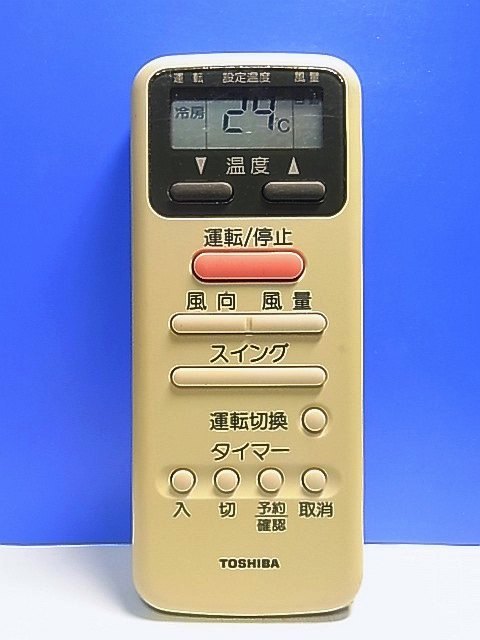 運転 設定温度 風量
冷房 24℃ 自動
▼ 温度 ▲
運転/停止
風向 風量
スイング
運転切換
タイマー
入 切 予約確認 取消
TOSHIBA